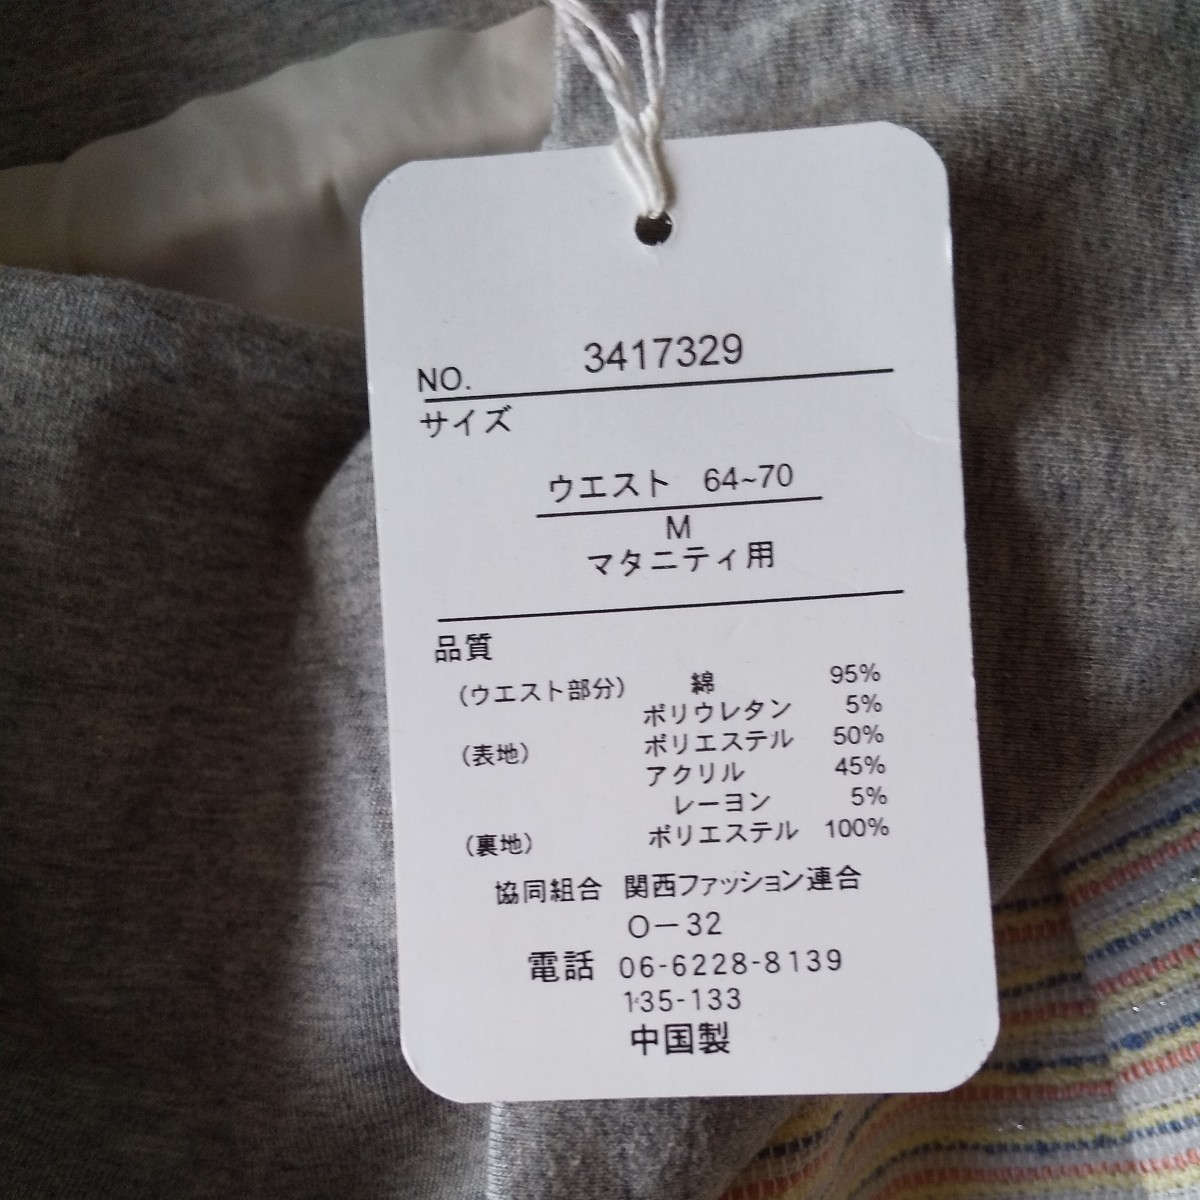 NO. 3417329
サイズ
ウエスト 64~70
M
マタニティ用
品質
(ウエスト部分) 綿 95%
ポリウレタン 5%
(表地) ポリエステル 50%
アクリル 45%
レーヨン 5%
(裏地) ポリエステル 100%
協同組合 関西ファッション連合
O-32
電話 06-6228-8139
135-133
中国製